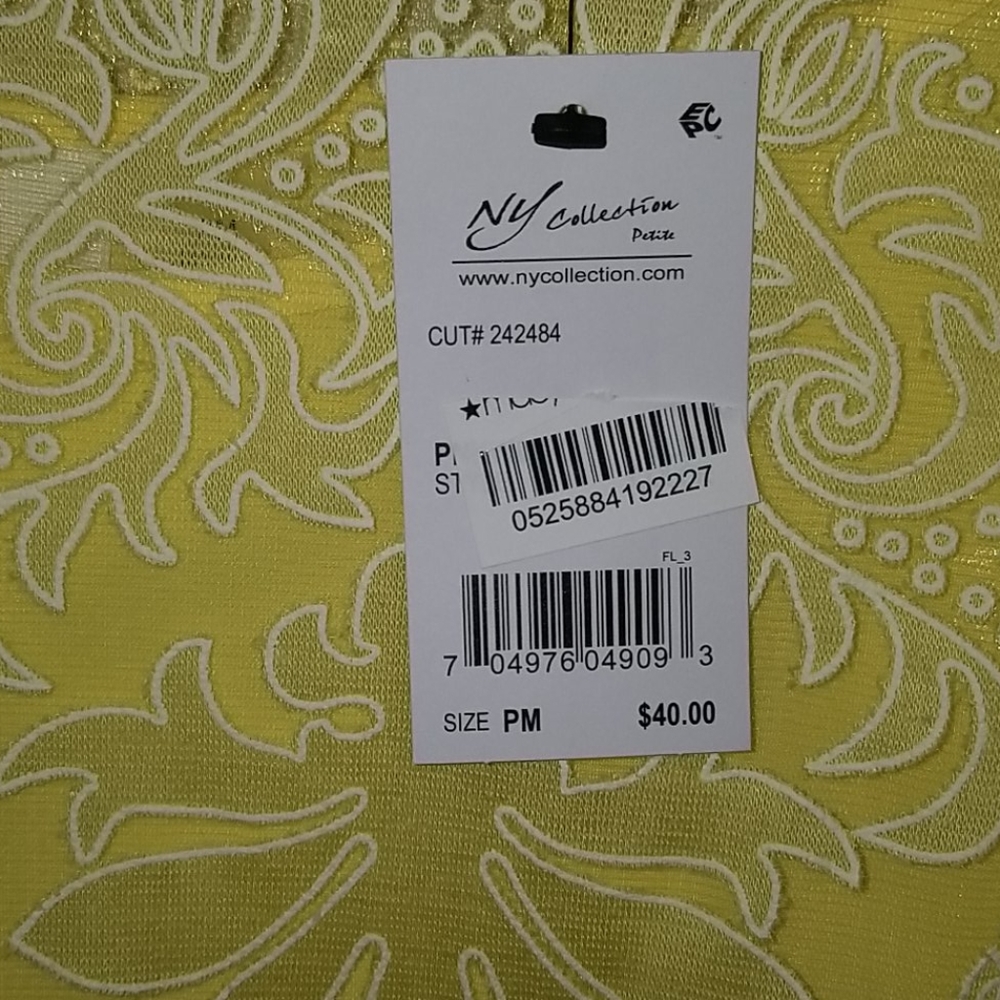 EPC
NY Collection
Petite
www.nycollection.com
CUT# 242484
0525884192227
FL_3
7 04976 04909 3
SIZE PM $40.00